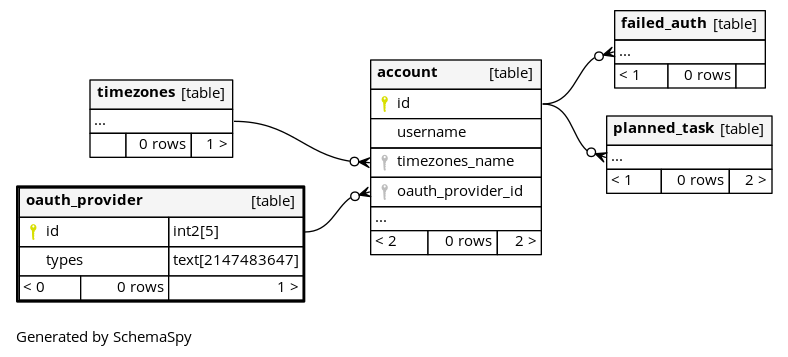 timezones [table]
...
0 rows 1 >
oauth_provider [table]
id int2[5]
types text[2147483647]
< 0 0 rows 1 >
account [table]
id
username
timezones_name
oauth_provider_id
...
< 2 0 rows 2 >
failed_auth [table]
...
< 1 0 rows
planned_task [table]
...
< 1 0 rows 2 >
Generated by SchemaSpy